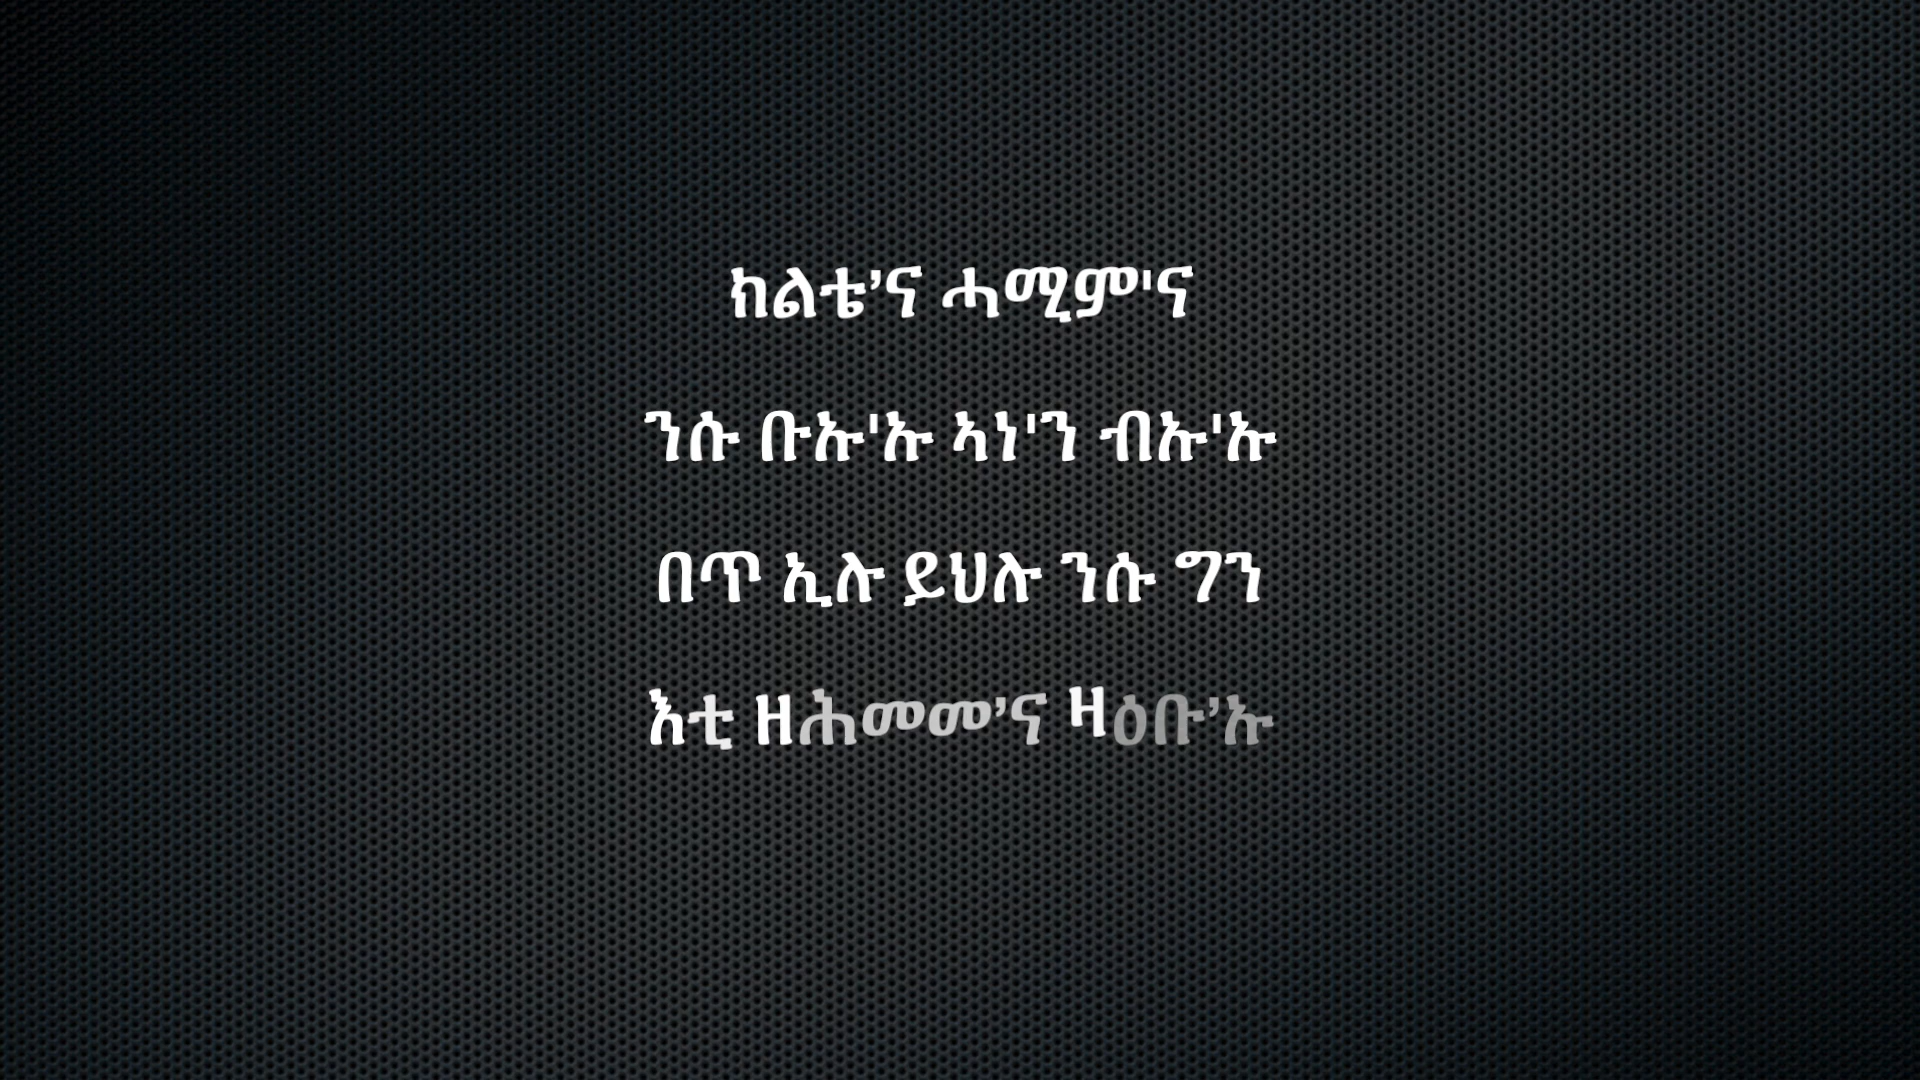 ክልቴ’ና ሓሚም'ና
ንሱ ቡኡ'ኡ ኣነ'ን ብኡ'ኡ
በጥ ኢሉ ይህሉ ንሱ ግን
እቲ ዘሕመመ’ና ዛዕቡ’ኡ